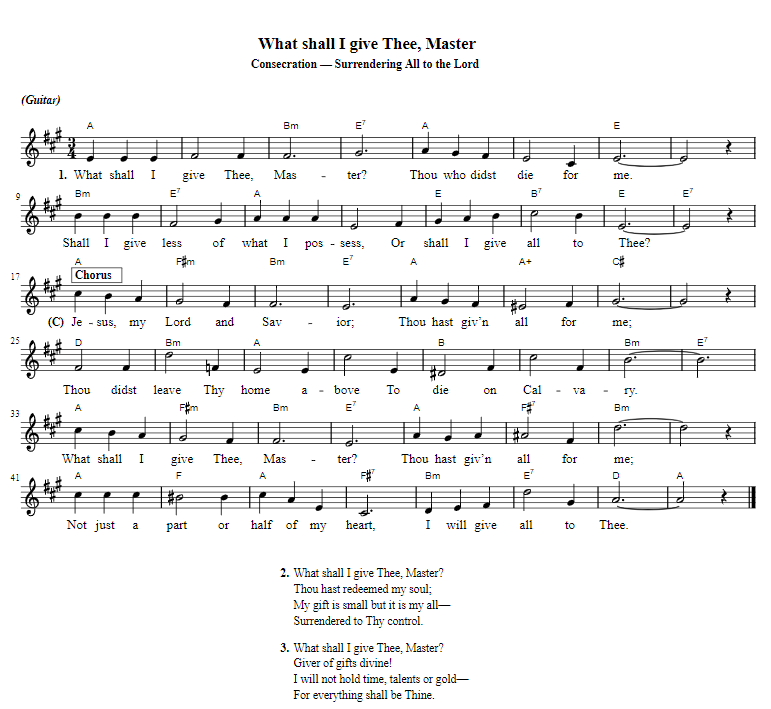 What shall I give Thee, Master
Consecration — Surrendering All to the Lord
(Guitar)
A Bm E7 A E
3 4
1. What shall I give Thee, Mas - ter? Thou who didst die for me.
9 Bm E7 A E B7 E E7
Shall I give less of what I pos - sess, Or shall I give all to Thee?
17 A F#m Bm E7 A A+ C#
Chorus
(C) Je - sus, my Lord and Sav - ior; Thou hast giv'n all for me;
25 D Bm A B Bm E7
Thou didst leave Thy home a - bove To die on Cal - va - ry.
33 A F#m Bm E7 A F#7 Bm
What shall I give Thee, Mas - ter? Thou hast giv'n all for me;
41 A F A F#7 Bm E7 D A
Not just a part or half of my heart, I will give all to Thee.
2. What shall I give Thee, Master?
Thou hast redeemed my soul;
My gift is small but it is my all—
Surrendered to Thy control.
3. What shall I give Thee, Master?
Giver of gifts divine!
I will not hold time, talents or gold—
For everything shall be Thine.